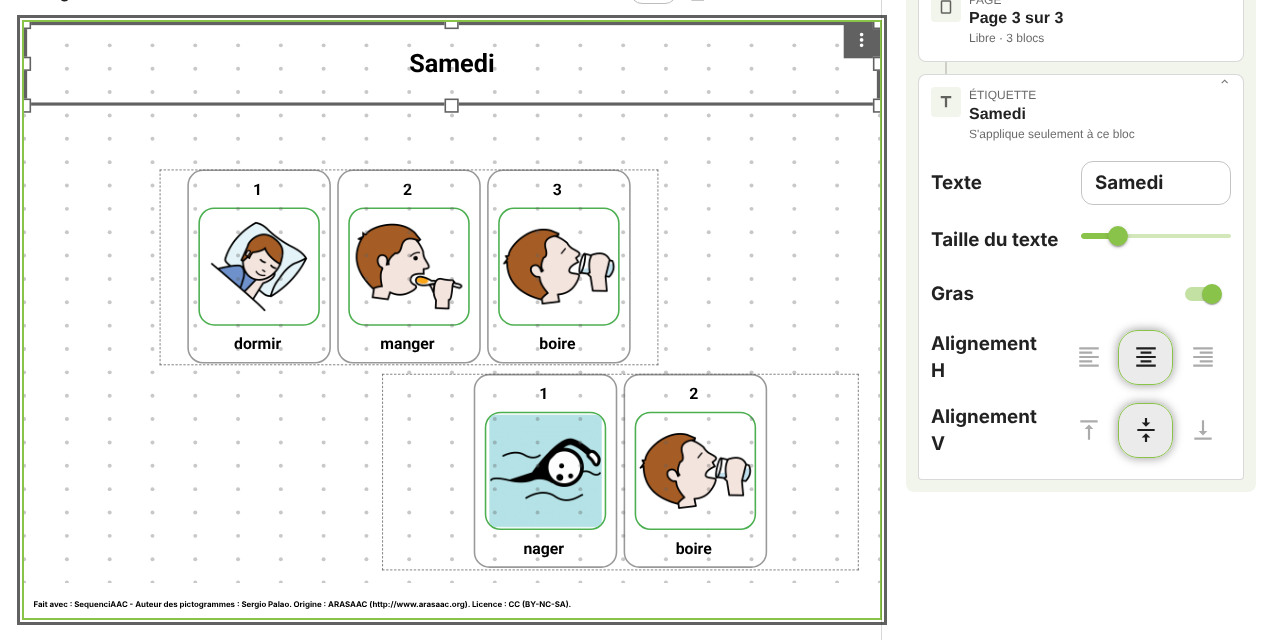 Samedi
1
2
3
dormir
manger
boire
1
2
nager
boire
Fait avec : SequenciAAC - Auteur des pictogrammes : Sergio Palao. Origine : ARASAAC (http://www.arasaac.org). Licence : CC (BY-NC-SA).
Page 3 sur 3
Libre · 3 blocs
ÉTIQUETTE
Samedi
S'applique seulement à ce bloc
Texte
Samedi
Taille du texte
Gras
Alignement
H
Alignement
V